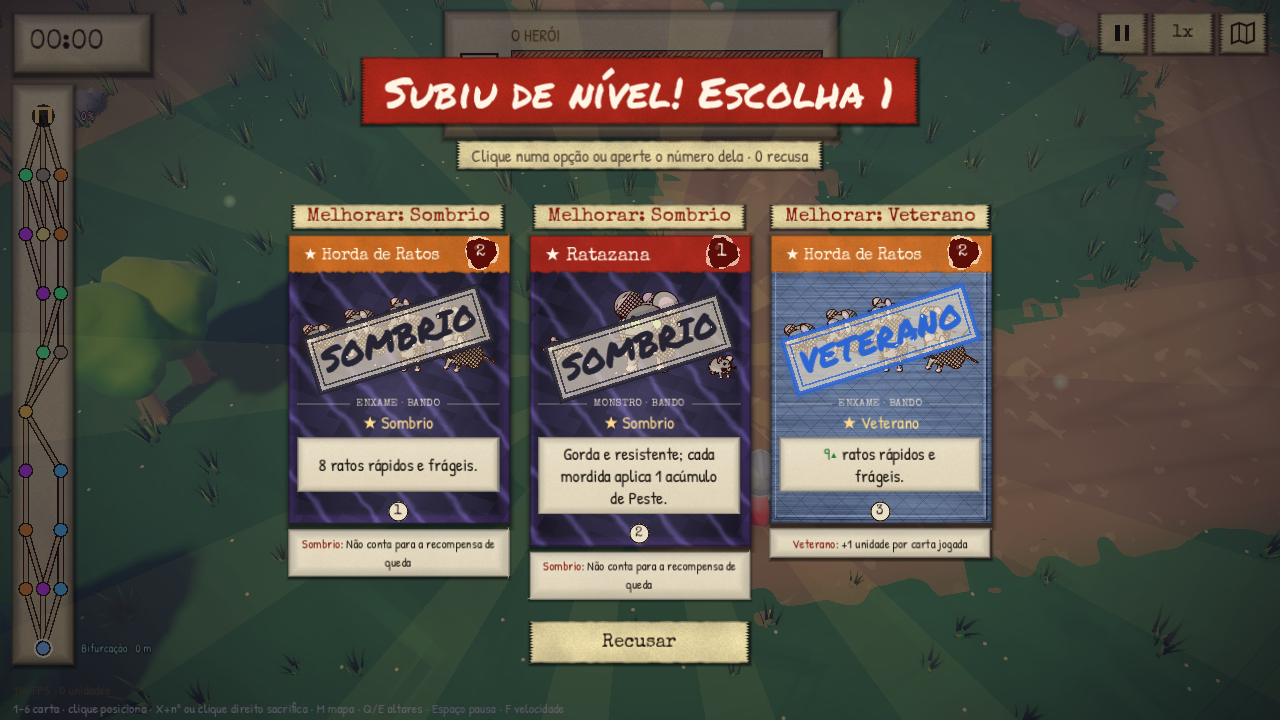 00:00
O HERÓI
1x
SUBIU DE NÍVEL! ESCOLHA 1
Clique numa opção ou aperte o número dela · 0 recusa
Melhorar: Sombrio
★ Horda de Ratos
2
SOMBRIO
ENXAME · BANDO
★ Sombrio
8 ratos rápidos e frágeis.
1
Sombrio: Não conta para a recompensa de
queda
Melhorar: Sombrio
★ Ratazana
1
SOMBRIO
MONSTRO · BANDO
★ Sombrio
Gorda e resistente; cada
mordida aplica 1 acúmulo
de Peste.
2
Sombrio: Não conta para a recompensa de
queda
Melhorar: Veterano
★ Horda de Ratos
2
VETERANO
ENXAME · BANDO
★ Veterano
9▲ ratos rápidos e
frágeis.
3
Veterano: +1 unidade por carta jogada
Recusar
Bifurcação 0 m
1-6 carta · clique posiciona · X+nº ou clique direito sacrifica · M mapa · Q/E altares · Espaço pausa · F velocidade